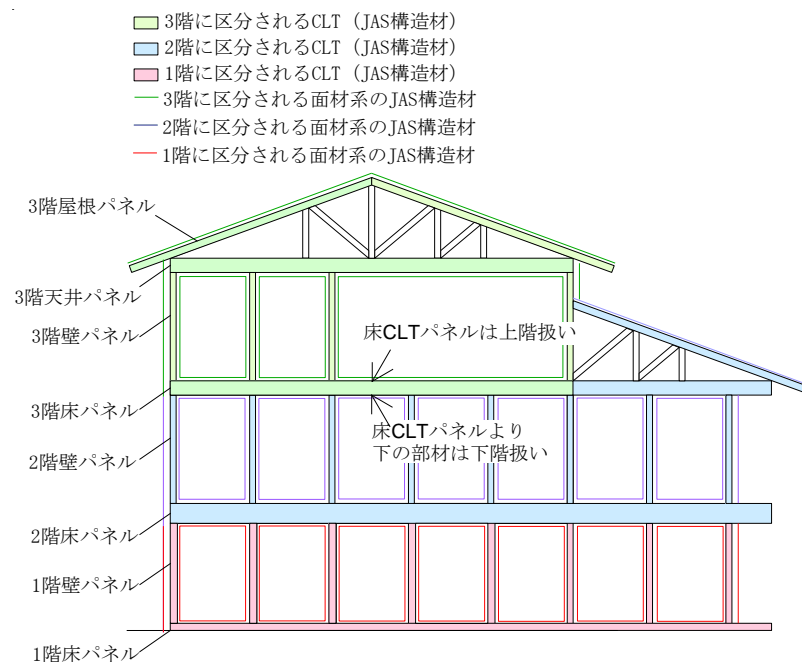 3階に区分されるCLT（JAS構造材）
2階に区分されるCLT（JAS構造材）
1階に区分されるCLT（JAS構造材）
3階に区分される面材系のJAS構造材
2階に区分される面材系のJAS構造材
1階に区分される面材系のJAS構造材
3階屋根パネル
3階天井パネル
3階壁パネル
床CLTパネルは上階扱い
3階床パネル
床CLTパネルより
下の部材は下階扱い
2階壁パネル
2階床パネル
1階壁パネル
1階床パネル